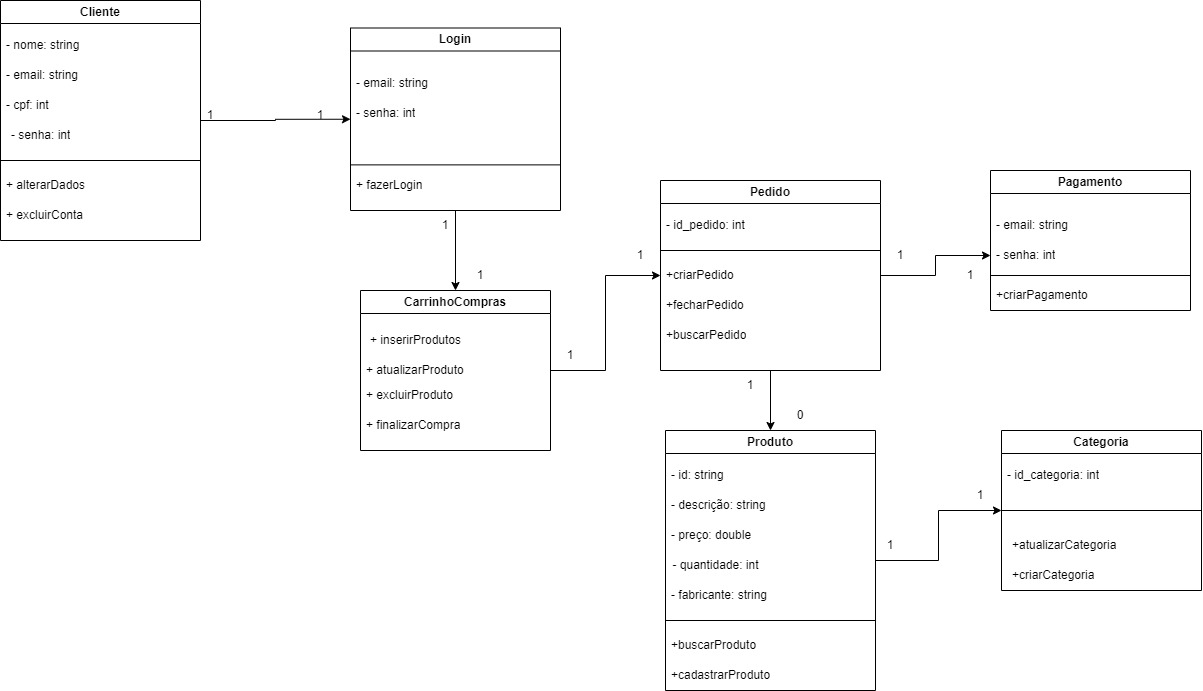 Cliente
- nome: string
- email: string
- cpf: int
- senha: int
+ alterarDados
+ excluirConta
1
1
Login
- email: string
- senha: int
+ fazerLogin
1
1
CarrinhoCompras
+ inserirProdutos
+ atualizarProduto
+ excluirProduto
+ finalizarCompra
1
1
Pedido
- id_pedido: int
+criarPedido
+fecharPedido
+buscarPedido
1
1
Pagamento
- email: string
- senha: int
+criarPagamento
1
0
Produto
- id: string
- descrição: string
- preço: double
- quantidade: int
- fabricante: string
+buscarProduto
+cadastrarProduto
1
1
Categoria
- id_categoria: int
+atualizarCategoria
+criarCategoria